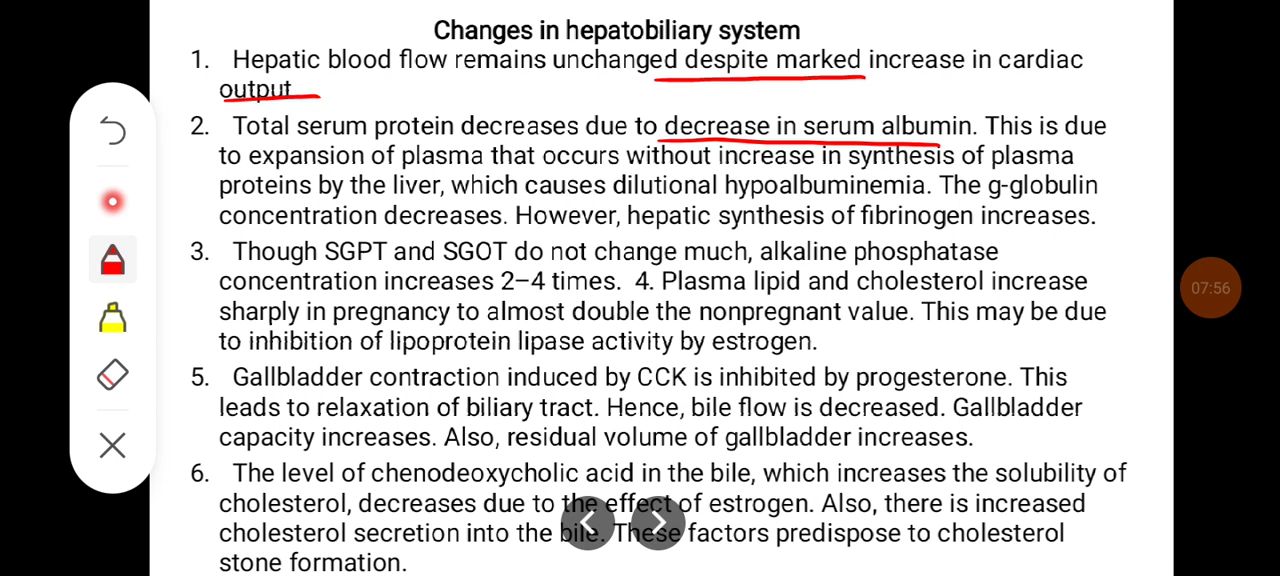 Changes in hepatobiliary system
1. Hepatic blood flow remains unchanged despite marked increase in cardiac
output
2. Total serum protein decreases due to decrease in serum albumin. This is due
to expansion of plasma that occurs without increase in synthesis of plasma
proteins by the liver, which causes dilutional hypoalbuminemia. The g-globulin
concentration decreases. However, hepatic synthesis of fibrinogen increases.
3. Though SGPT and SGOT do not change much, alkaline phosphatase
concentration increases 2–4 times. 4. Plasma lipid and cholesterol increase
sharply in pregnancy to almost double the nonpregnant value. This may be due
to inhibition of lipoprotein lipase activity by estrogen.
07:56
5. Gallbladder contraction induced by CCK is inhibited by progesterone. This
leads to relaxation of biliary tract. Hence, bile flow is decreased. Gallbladder
capacity increases. Also, residual volume of gallbladder increases.
6. The level of chenodeoxycholic acid in the bile, which increases the solubility of
cholesterol, decreases due to the effect of estrogen. Also, there is increased
cholesterol secretion into the bile. These factors predispose to cholesterol
stone formation.